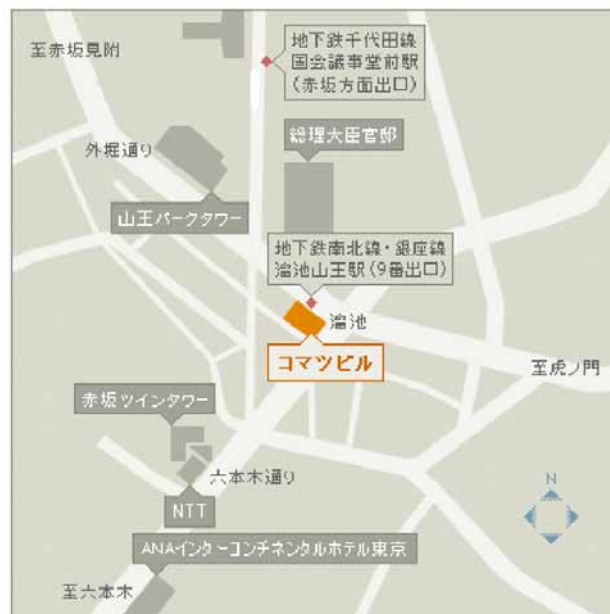 至赤坂見附
地下鉄千代田線
国会議事堂前駅
(赤坂方面出口)
外堀通り
総理大臣官邸
山王パークタワー
地下鉄南北線・銀座線
溜池山王駅(9番出口)
溜池
コマツビル
至虎ノ門
赤坂ツインタワー
六本木通り
N
NTT
ANAインターコンチネンタルホテル東京
至六本木